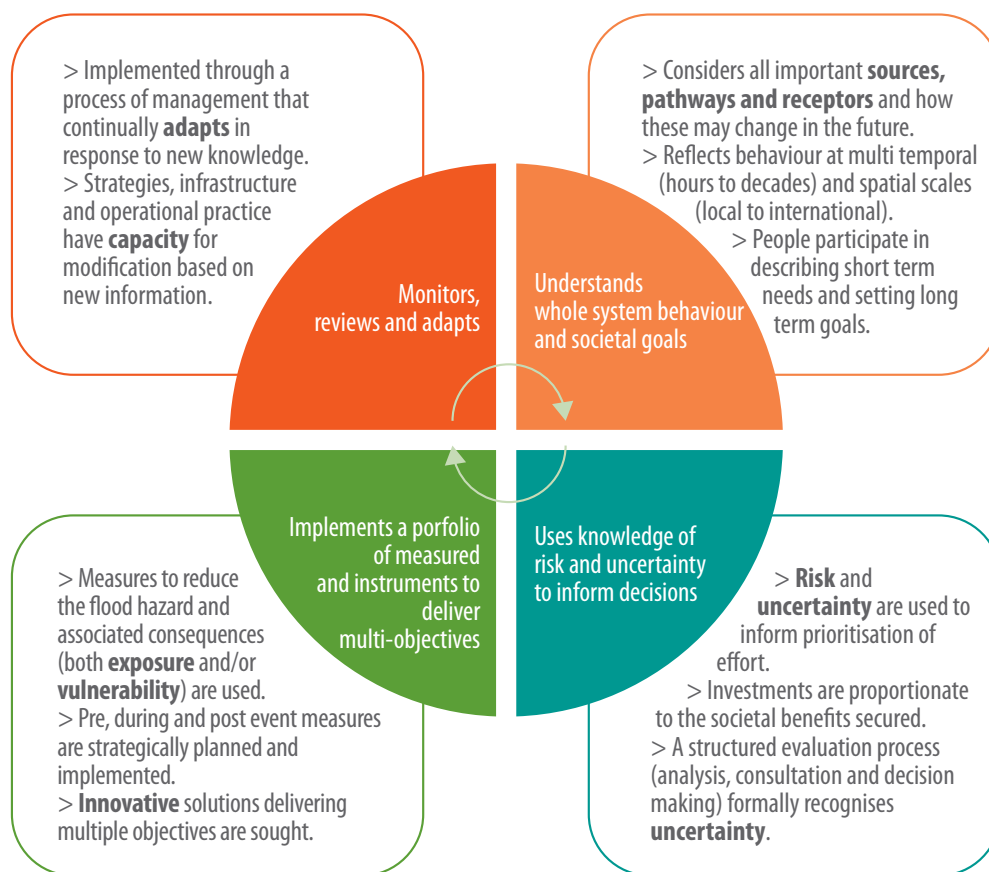 > Implemented through a
process of management that
continually adapts in
response to new knowledge.
> Strategies, infrastructure
and operational practice
have capacity for
modification based on
new information.
> Considers all important sources,
pathways and receptors and how
these may change in the future.
> Reflects behaviour at multi temporal
(hours to decades) and spatial scales
(local to international).
> People participate in
describing short term
needs and setting long
term goals.
Monitors,
reviews and adapts
Understands
whole system behaviour
and societal goals
Implements a porfolio
of measured
and instruments to
deliver
multi-objectives
Uses knowledge of
risk and uncertainty
to inform decisions
> Measures to reduce
the flood hazard and
associated consequences
(both exposure and/or
vulnerability) are used.
> Pre, during and post event measures
are strategically planned and
implemented.
> Innovative solutions delivering
multiple objectives are sought.
> Risk and
uncertainty are used to
inform prioritisation of
effort.
> Investments are proportionate
to the societal benefits secured.
> A structured evaluation process
(analysis, consultation and decision
making) formally recognises
uncertainty.